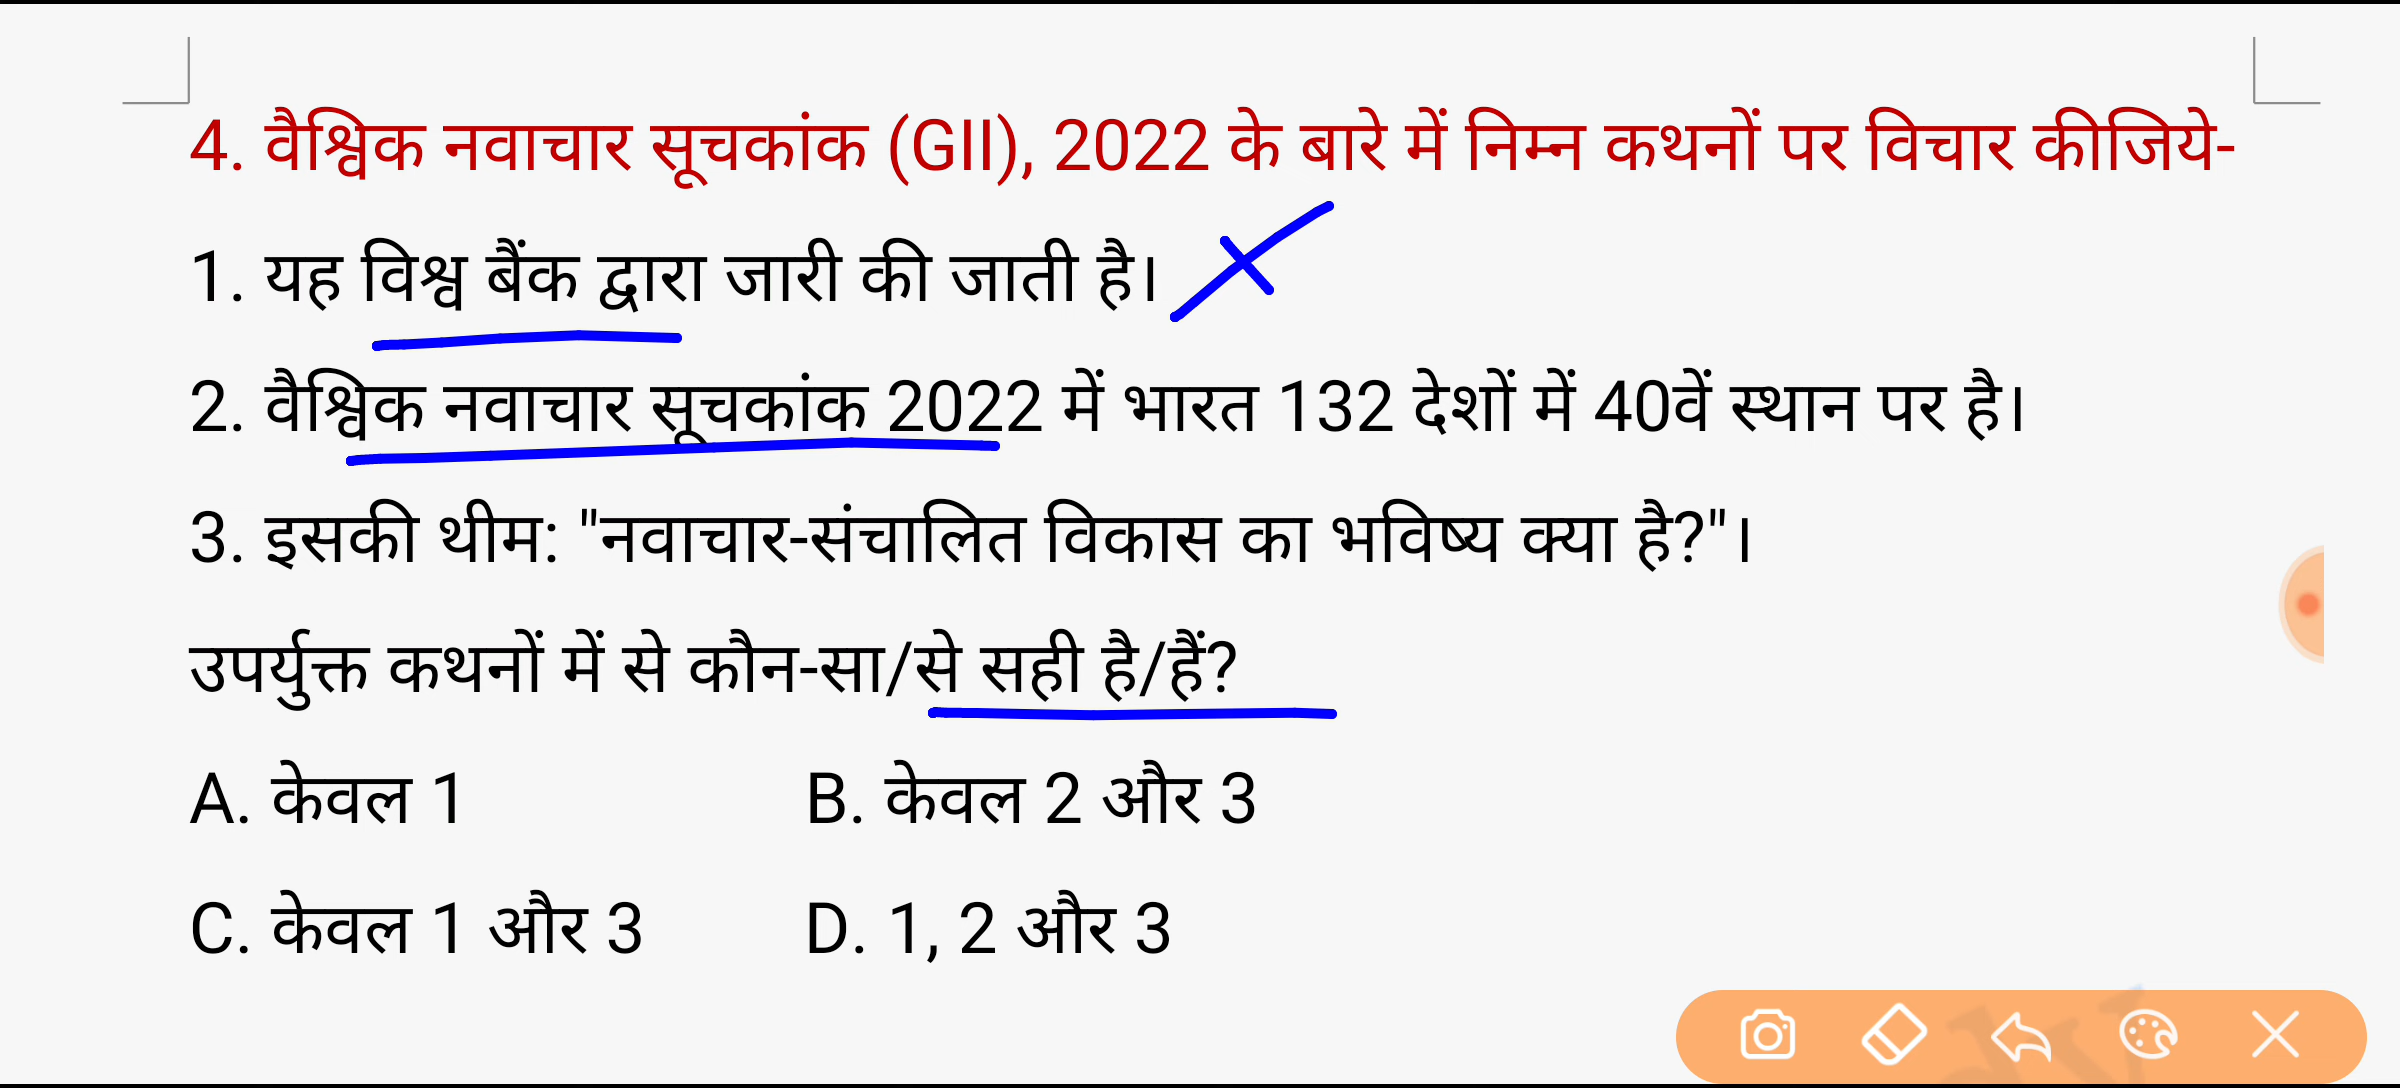 4. वैश्विक नवाचार सूचकांक (GII), 2022 के बारे में निम्न कथनों पर विचार कीजिये-
1. यह विश्व बैंक द्वारा जारी की जाती है।
2. वैश्विक नवाचार सूचकांक 2022 में भारत 132 देशों में 40वें स्थान पर है।
3. इसकी थीम: "नवाचार-संचालित विकास का भविष्य क्या है?"।
उपर्युक्त कथनों में से कौन-सा/से सही है/हैं?
A. केवल 1 B. केवल 2 और 3
C. केवल 1 और 3 D. 1, 2 और 3